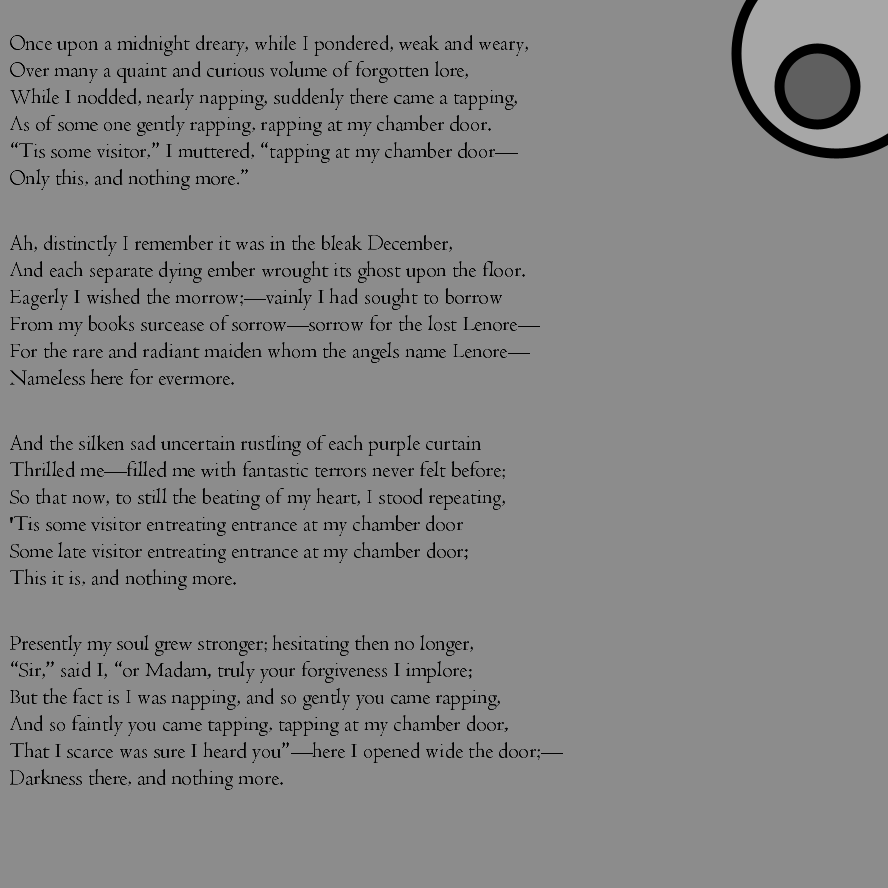 Once upon a midnight dreary, while I pondered, weak and weary,
Over many a quaint and curious volume of forgotten lore,
While I nodded, nearly napping, suddenly there came a tapping,
As of some one gently rapping, rapping at my chamber door.
“Tis some visitor,” I muttered, “tapping at my chamber door—
Only this, and nothing more.”

Ah, distinctly I remember it was in the bleak December,
And each separate dying ember wrought its ghost upon the floor.
Eagerly I wished the morrow;—vainly I had sought to borrow
From my books surcease of sorrow—sorrow for the lost Lenore—
For the rare and radiant maiden whom the angels name Lenore—
Nameless here for evermore.

And the silken sad uncertain rustling of each purple curtain
Thrilled me—filled me with fantastic terrors never felt before;
So that now, to still the beating of my heart, I stood repeating,
'Tis some visitor entreating entrance at my chamber door
Some late visitor entreating entrance at my chamber door;
This it is, and nothing more.

Presently my soul grew stronger; hesitating then no longer,
“Sir,” said I, “or Madam, truly your forgiveness I implore;
But the fact is I was napping, and so gently you came rapping,
And so faintly you came tapping, tapping at my chamber door,
That I scarce was sure I heard you”—here I opened wide the door;—
Darkness there, and nothing more.